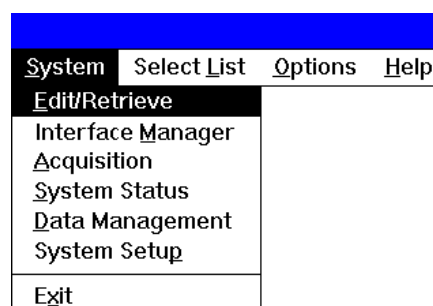 System Select List Options Help
Edit/Retrieve
Interface Manager
Acquisition
System Status
Data Management
System Setup
Exit